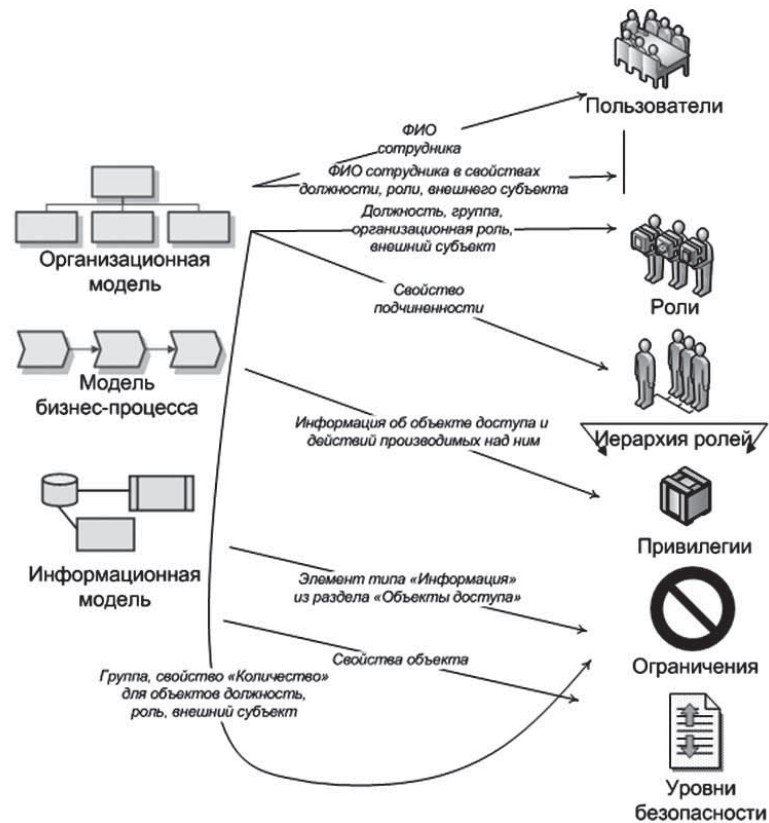 Пользователи
ФИО
сотрудника
ФИО сотрудника в свойствах
должности, роли, внешнего субъекта
Должность, группа,
организационная роль,
внешний субъект
Организационная
модель
Роли
Свойство
подчиненности
Модель
бизнес-процесса
Информация об объекте доступа и
действий производимых над ним
Иерархия ролей
Привилегии
Информационная
модель
Элемент типа «Информация»
из раздела «Объекты доступа»
Ограничения
Свойства объекта
Группа, свойство «Количество»
для объектов должность,
роль, внешний субъект
Уровни
безопасности